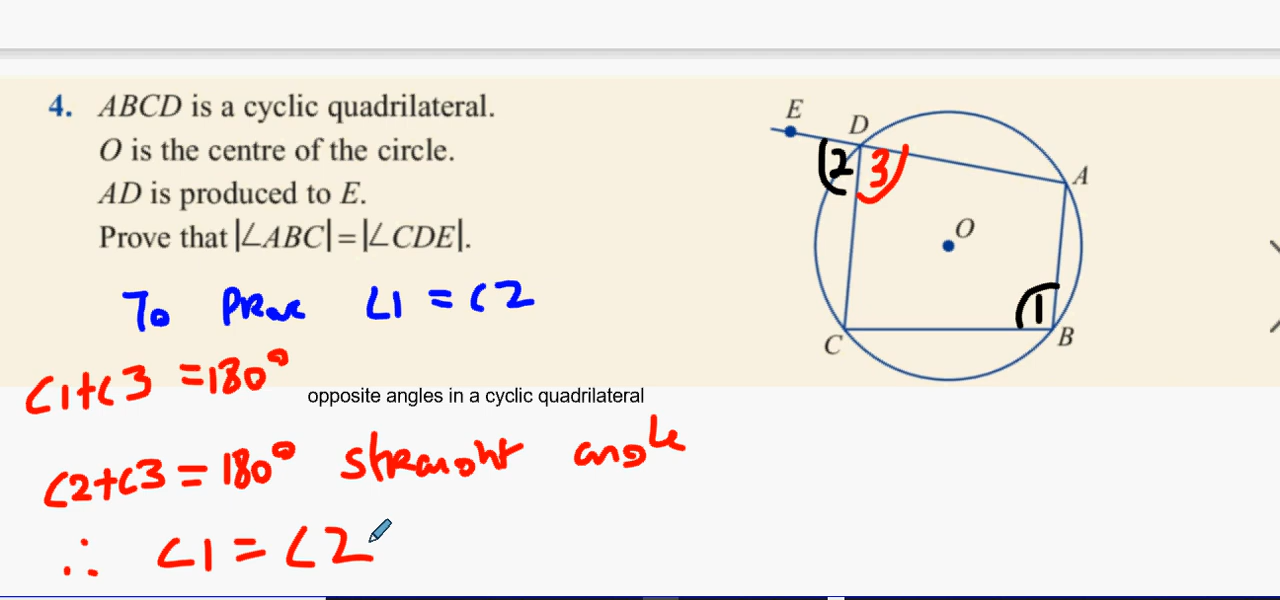 4. ABCD is a cyclic quadrilateral.
O is the centre of the circle.
AD is produced to E.
Prove that |∠ABC| = |∠CDE|.
E
D
A
2
3
O
1
C
B
To Prove ∠1 = ∠2
∠1+∠3 = 180°
opposite angles in a cyclic quadrilateral
∠2+∠3 = 180° straight angle
∴ ∠1 = ∠2